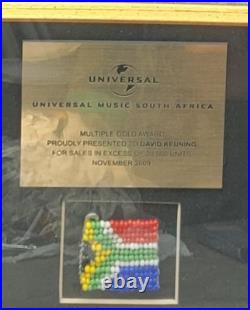 UNIVERSAL
UNIVERSAL MUSIC SOUTH AFRICA
MULTIPLE GOLD AWARD
PROUDLY PRESENTED TO DAVID KEUNING
FOR SALES IN EXCESS OF UNITS
NOVEMBER 2009